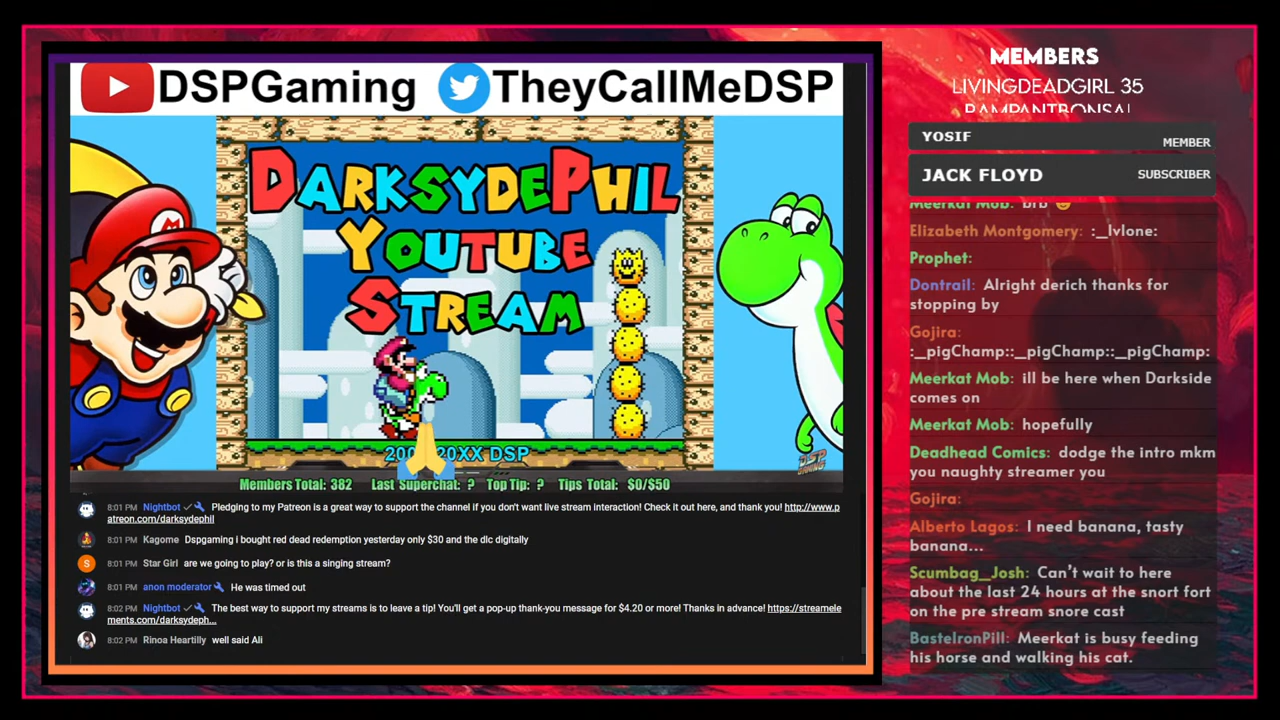 DSPGaming TheyCallMeDSP
DARKSYDEPHIL
YOUTUBE
STREAM
DSP
GAMING
Members Total: 382 Last Superchat: ? Top Tip: ? Tips Total: $0/$50
8:01 PM Nightbot Pledging to my Patreon is a great way to support the channel if you don't want live stream interaction! Check it out here, and thank you! http://www.p
atreon.com/darksydephil
8:01 PM Kagome Dspgaming i bought red dead redemption yesterday only $30 and the dlc digitally
8:01 PM Star Girl are we going to play? or is this a singing stream?
8:01 PM anon moderator He was timed out
8:02 PM Nightbot The best way to support my streams is to leave a tip! You'll get a pop-up thank-you message for $4.20 or more! Thanks in advance! https://streamele
ments.com/darksydeph...
8:02 PM Rinoa Heartilly well said Ali
MEMBERS
LIVINGDEADGIRL 35
RAMPANTBONSAI
YOSIF MEMBER
JACK FLOYD SUBSCRIBER
Meerkat Mob: brb
Elizabeth Montgomery: :_lvlone:
Prophet:
Dontrail: Alright derich thanks for
stopping by
Gojira:
:_pigChamp::_pigChamp::_pigChamp:
Meerkat Mob: ill be here when Darkside
comes on
Meerkat Mob: hopefully
Deadhead Comics: dodge the intro mkm
you naughty streamer you
Gojira:
Alberto Lagos: I need banana, tasty
banana...
Scumbag_Josh: Can't wait to here
about the last 24 hours at the snort fort
on the pre stream snore cast
BasteIronPill: Meerkat is busy feeding
his horse and walking his cat.